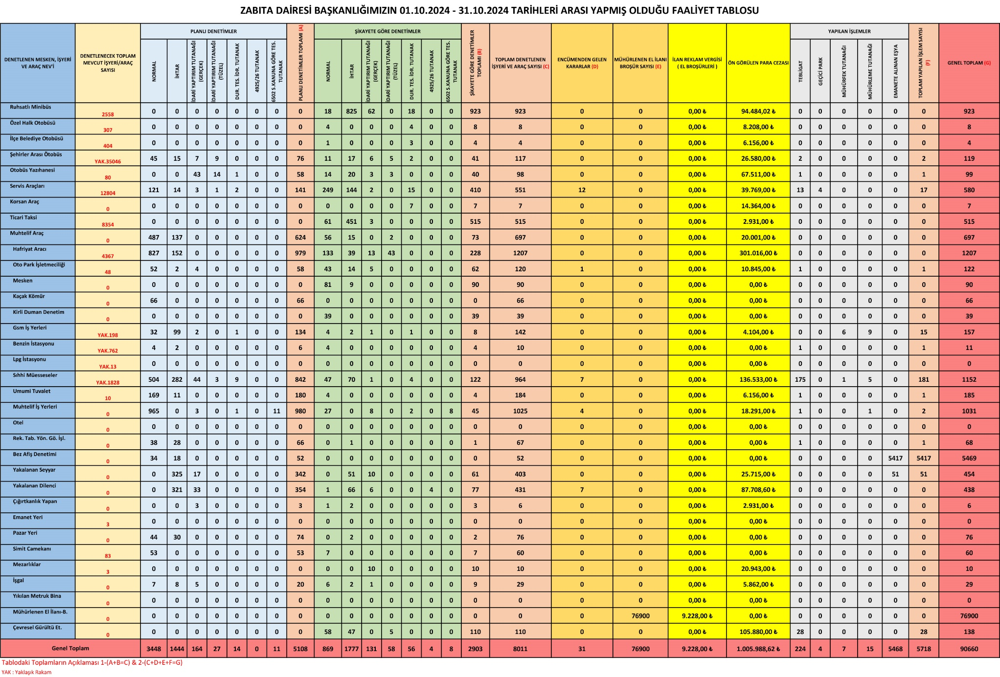 ZABITA DAİRESİ BAŞKANLIĞIMIZIN 01.10.2024 - 31.10.2024 TARİHLERİ ARASI YAPMIŞ OLDUĞU FAALİYET TABLOSU
DENETLENEN MESKEN, İŞYERİ VE ARAÇ NEV'İ
DENETLENECEK TOPLAM MEVCUT İŞYERİ/ARAÇ SAYISI
PLANLI DENETİMLER
NORMAL
İHTAR
İDARİ YAPTIRIM TUTANAĞI (GERÇEK)
İDARİ YAPTIRIM TUTANAĞI (TÜZEL)
DUR. TES. İDR. TUTANAK
4925/26 TUTANAK
6502 S.KANUNA GÖRE TES. TUTANAK
PLANLI DENETİMLER TOPLAMI (A)
ŞİKAYETE GÖRE DENETİMLER
NORMAL
İHTAR
İDARİ YAPTIRIM TUTANAĞI (GERÇEK)
İDARİ YAPTIRIM TUTANAĞI (TÜZEL)
DUR. TES. İDR. TUTANAK
4925/26 TUTANAK
6502 S.KANUNA GÖRE TES. TUTANAK
ŞİKAYETE GÖRE DENETİMLER TOPLAMI (B)
TOPLAM DENETLENEN İŞYERİ VE ARAÇ SAYISI (C)
ENCÜMENDEN GELEN KARARLAR (D)
MÜHÜRLENEN EL İLANI BROŞÜR SAYISI (E)
İLAN REKLAM VERGİSİ ( EL BROŞÜRLERİ )
ÖN GÖRÜLEN PARA CEZASI
YAPILAN İŞLEMLER
TEBLİGAT
GEÇİCİ PARK
MÜHÜRFEK TUTANAĞI
MÜHÜRLEME TUTANAĞI
EMANETE ALINAN EŞYA
TOPLAM YAPILAN İŞLEM SAYISI (F)
GENEL TOPLAM (G)
Ruhsatlı Minibüs 2558 0 0 0 0 0 0 0 0 18 825 62 0 18 0 0 923 923 0 0 0,00 ₺ 94.484,02 ₺ 0 0 0 0 0 0 923
Özel Halk Otobüsü 307 0 0 0 0 0 0 0 0 4 0 0 0 4 0 0 8 8 0 0 0,00 ₺ 8.208,00 ₺ 0 0 0 0 0 0 8
İlçe Belediye Otobüsü 404 0 0 0 0 0 0 0 0 1 0 0 0 3 0 0 4 4 0 0 0,00 ₺ 6.156,00 ₺ 0 0 0 0 0 0 4
Şehirler Arası Ötobüs YAK.35046 45 15 7 9 0 0 0 76 11 17 6 5 2 0 0 41 117 0 0 0,00 ₺ 26.580,00 ₺ 2 0 0 0 0 2 119
Otobüs Yazıhanesi 80 0 0 43 14 1 0 0 58 14 20 3 3 0 0 0 40 98 0 0 0,00 ₺ 67.511,00 ₺ 1 0 0 0 0 1 99
Servis Araçları 12804 121 14 3 1 2 0 0 141 249 144 2 0 15 0 0 410 551 12 0 0,00 ₺ 39.769,00 ₺ 13 4 0 0 0 17 580
Korsan Araç 0 0 0 0 0 0 0 0 0 0 0 0 0 7 0 0 7 7 0 0 0,00 ₺ 14.364,00 ₺ 0 0 0 0 0 0 7
Ticari Taksi 8354 0 0 0 0 0 0 0 0 61 451 3 0 0 0 0 515 515 0 0 0,00 ₺ 2.931,00 ₺ 0 0 0 0 0 0 515
Muhtelif Araç 0 487 137 0 0 0 0 0 624 56 15 0 2 0 0 0 73 697 0 0 0,00 ₺ 20.001,00 ₺ 0 0 0 0 0 0 697
Hafriyat Aracı 4367 827 152 0 0 0 0 0 979 133 39 13 43 0 0 0 228 1207 0 0 0,00 ₺ 301.016,00 ₺ 0 0 0 0 0 0 1207
Oto Park İşletmeciliği 48 52 2 4 0 0 0 0 58 43 14 5 0 0 0 0 62 120 1 0 0,00 ₺ 10.845,00 ₺ 1 0 0 0 0 1 122
Mesken 0 0 0 0 0 0 0 0 0 81 9 0 0 0 0 0 90 90 0 0 0,00 ₺ 0,00 ₺ 0 0 0 0 0 0 90
Kaçak Kömür 0 66 0 0 0 0 0 0 66 0 0 0 0 0 0 0 0 66 0 0 0,00 ₺ 0,00 ₺ 0 0 0 0 0 0 66
Kirli Duman Denetim 0 0 0 0 0 0 0 0 0 39 0 0 0 0 0 0 39 39 0 0 0,00 ₺ 0,00 ₺ 0 0 0 0 0 0 39
Gsm İş Yerleri YAK.198 32 99 2 0 1 0 0 134 4 2 1 0 1 0 0 8 142 0 0 0,00 ₺ 4.104,00 ₺ 0 0 6 9 0 15 157
Benzin İstasyonu YAK.762 4 2 0 0 0 0 0 6 4 0 0 0 0 0 0 4 10 0 0 0,00 ₺ 0,00 ₺ 1 0 0 0 0 1 11
Lpg İstasyonu YAK.13 0 0 0 0 0 0 0 0 0 0 0 0 0 0 0 0 0 0 0 0,00 ₺ 0,00 ₺ 0 0 0 0 0 0 0
Sıhhi Müesseseler YAK.1828 504 282 44 3 9 0 0 842 47 70 1 0 4 0 0 122 964 7 0 0,00 ₺ 136.533,00 ₺ 175 0 1 5 0 181 1152
Umumi Tuvalet 10 169 11 0 0 0 0 0 180 4 0 0 0 0 0 0 4 184 0 0 0,00 ₺ 6.156,00 ₺ 1 0 0 0 0 1 185
Muhtelif İş Yerleri 0 965 0 3 0 1 0 11 980 27 0 8 0 2 0 8 45 1025 4 0 0,00 ₺ 18.291,00 ₺ 1 0 0 1 0 2 1031
Otel 0 0 0 0 0 0 0 0 0 0 0 0 0 0 0 0 0 0 0 0 0,00 ₺ 0,00 ₺ 0 0 0 0 0 0 0
Rek. Tab. Yön. Gö. İşl. 0 38 28 0 0 0 0 0 66 0 1 0 0 0 0 0 1 67 0 0 0,00 ₺ 0,00 ₺ 1 0 0 0 0 1 68
Bez Afiş Denetimi 0 34 18 0 0 0 0 0 52 0 0 0 0 0 0 0 0 52 0 0 0,00 ₺ 0,00 ₺ 0 0 0 0 5417 5417 5469
Yakalanan Seyyar 0 0 325 17 0 0 0 0 342 0 51 10 0 0 0 0 61 403 0 0 0,00 ₺ 25.715,00 ₺ 0 0 0 0 51 51 454
Yakalanan Dilenci 0 0 321 33 0 0 0 0 354 1 66 6 0 0 4 0 77 431 7 0 0,00 ₺ 87.708,60 ₺ 0 0 0 0 0 0 438
Çığırtkanlık Yapan 0 0 0 3 0 0 0 0 3 1 2 0 0 0 0 0 3 6 0 0 0,00 ₺ 2.931,00 ₺ 0 0 0 0 0 0 6
Emanet Yeri 3 0 0 0 0 0 0 0 0 0 0 0 0 0 0 0 0 0 0 0 0,00 ₺ 0,00 ₺ 0 0 0 0 0 0 0
Pazar Yeri 0 44 30 0 0 0 0 0 74 0 2 0 0 0 0 0 2 76 0 0 0,00 ₺ 0,00 ₺ 0 0 0 0 0 0 76
Simit Camekanı 83 53 0 0 0 0 0 0 53 7 0 0 0 0 0 0 7 60 0 0 0,00 ₺ 0,00 ₺ 0 0 0 0 0 0 60
Mezarlıklar 3 0 0 0 0 0 0 0 0 0 0 10 0 0 0 0 10 10 0 0 0,00 ₺ 20.943,00 ₺ 0 0 0 0 0 0 10
İşgal 0 7 8 5 0 0 0 0 20 6 2 1 0 0 0 0 9 29 0 0 0,00 ₺ 5.862,00 ₺ 0 0 0 0 0 0 29
Yıkılan Metruk Bina 0 0 0 0 0 0 0 0 0 0 0 0 0 0 0 0 0 0 0 0 0,00 ₺ 0,00 ₺ 0 0 0 0 0 0 0
Mühürlenen El İlanı-B. 0 0 0 0 0 0 0 0 0 0 0 0 0 0 0 0 0 0 0 76900 9.228,00 ₺ 0,00 ₺ 0 0 0 0 0 0 76900
Çevresel Gürültü Et. 0 0 0 0 0 0 0 0 0 58 47 0 5 0 0 0 110 110 0 0 0,00 ₺ 105.880,00 ₺ 28 0 0 0 0 28 138
Genel Toplam 3448 1444 164 27 14 0 11 5108 869 1777 131 58 56 4 8 2903 8011 31 76900 9.228,00 ₺ 1.005.988,62 ₺ 224 4 7 15 5468 5718 90660
Tablodaki Toplamların Açıklaması 1-(A+B=C) & 2-(C+D+E+F=G)
YAK : Yaklaşık Rakam